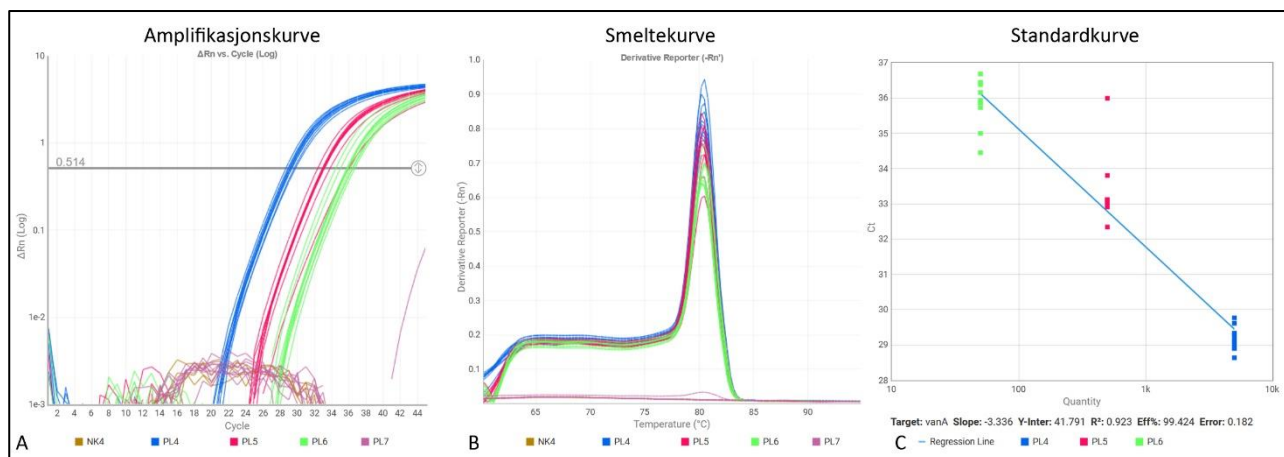 Amplifikasjonskurve
ΔRn vs. Cycle (Log)
10
1
0.1
1e-2
1e-3
0.514
ΔRn (Log)
2 4 6 8 10 12 14 16 18 20 22 24 26 28 30 32 34 36 38 40 42 44
Cycle
A
NK4 PL4 PL5 PL6 PL7
Smeltekurve
Derivative Reporter (-Rn')
1.0
0.9
0.8
0.7
0.6
0.5
0.4
0.3
0.2
0.1
Derivative Reporter (-Rn')
65 70 75 80 85 90
Temperature (°C)
B
NK4 PL4 PL5 PL6 PL7
Standardkurve
37
36
35
34
33
32
31
30
29
28
Ct
10 100 1k 10k
Quantity
Target: vanA Slope: -3.336 Y-Inter: 41.791 R²: 0.923 Eff%: 99.424 Error: 0.182
C
Regression Line PL4 PL5 PL6